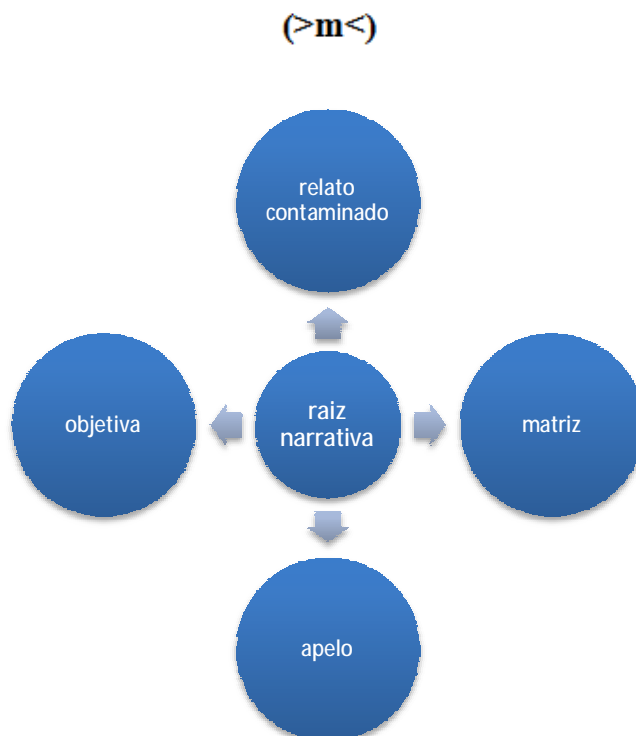 (>m<)
relato
contaminado
objetiva
raiz
narrativa
matriz
apelo